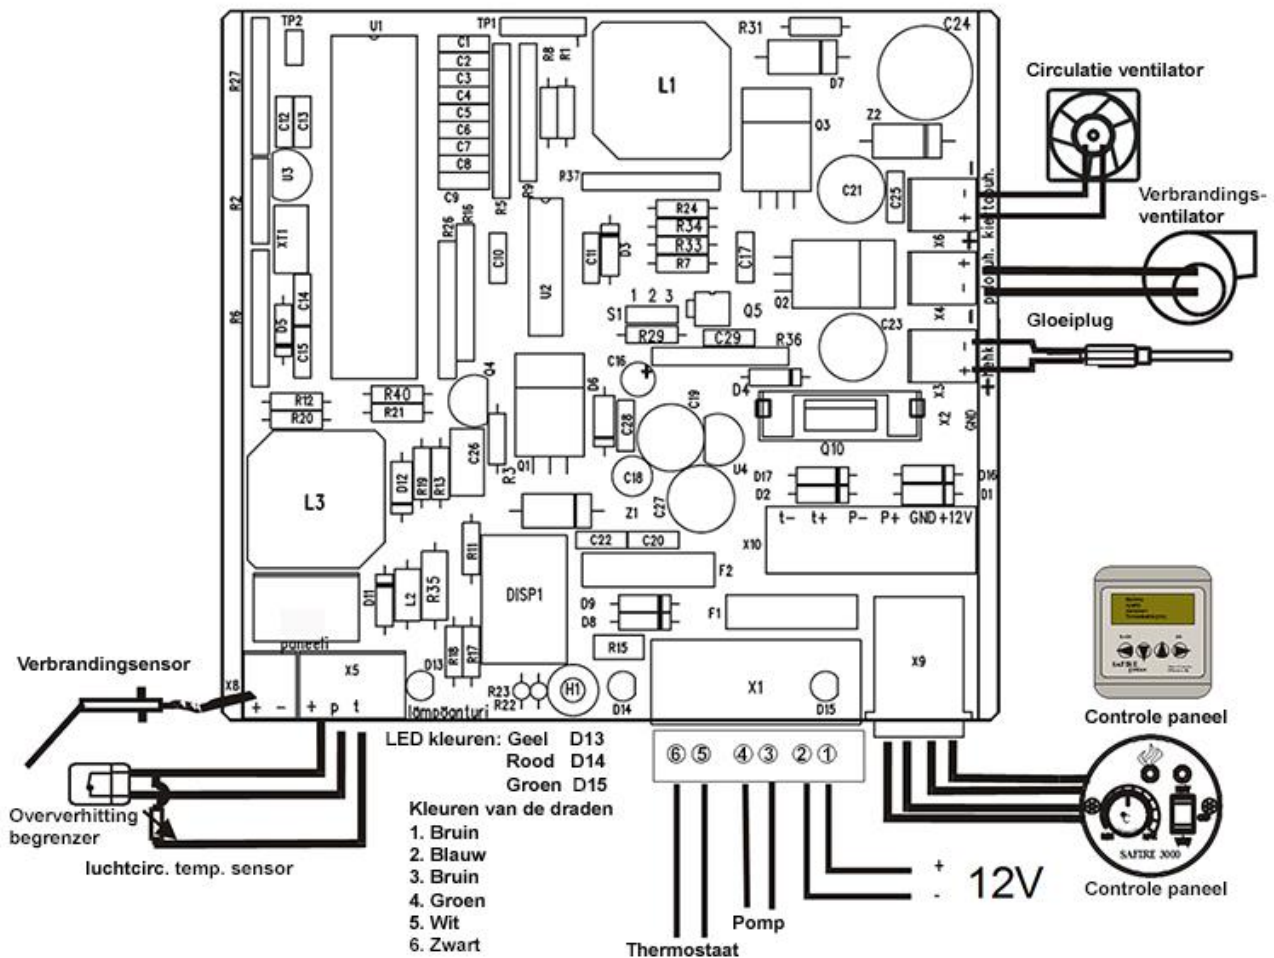 TP2
U1
TP1
R31
C24
C1
C2
C3
C4
C5
C6
C7
C8
C9
R8
R1
R27
L1
D7
Circulatie ventilator
C12
C13
Q3
Z2
U3
R37
C21
C25
R2
R5
R9
R24
R34
R33
R7
Verbrandings-
ventilator
XT1
R26
R16
C10
C11
D3
C17
X6
- +
kiertopuh.
U2
Q2
+ -
X4
C14
D5
R6
C15
1 2 3
S1
Q5
R29
C29
R36
C23
Gloeiplug
C16
+
- +
X3
Q4
D6
D4
R12
R20
R40
R21
C28
C19
X2
GND
Q10
C26
R3
Q1
C18
U4
D17
D2
D16
D1
L3
D12
R19
R13
Z1
C27
t- t+ P- P+ GND +12V
X10
C22
C20
R11
F2
DISP1
D11
L2
R35
D9
D8
F1
R15
R18
R17
X9
paneeli
Verbrandingsensor
X8
X5
+ - + p t
D13
R23
R22
H1
D14
X1
D15
lämpöanturi
Controle paneel
LED kleuren: Geel D13
Rood D14
Groen D15
6 5 4 3 2 1
Kleuren van de draden
1. Bruin
2. Blauw
3. Bruin
4. Groen
5. Wit
6. Zwart
Oververhitting
begrenzer
luchtcirc. temp. sensor
SAFIRE 3000
Controle paneel
+
-
12V
Pomp
Thermostaat